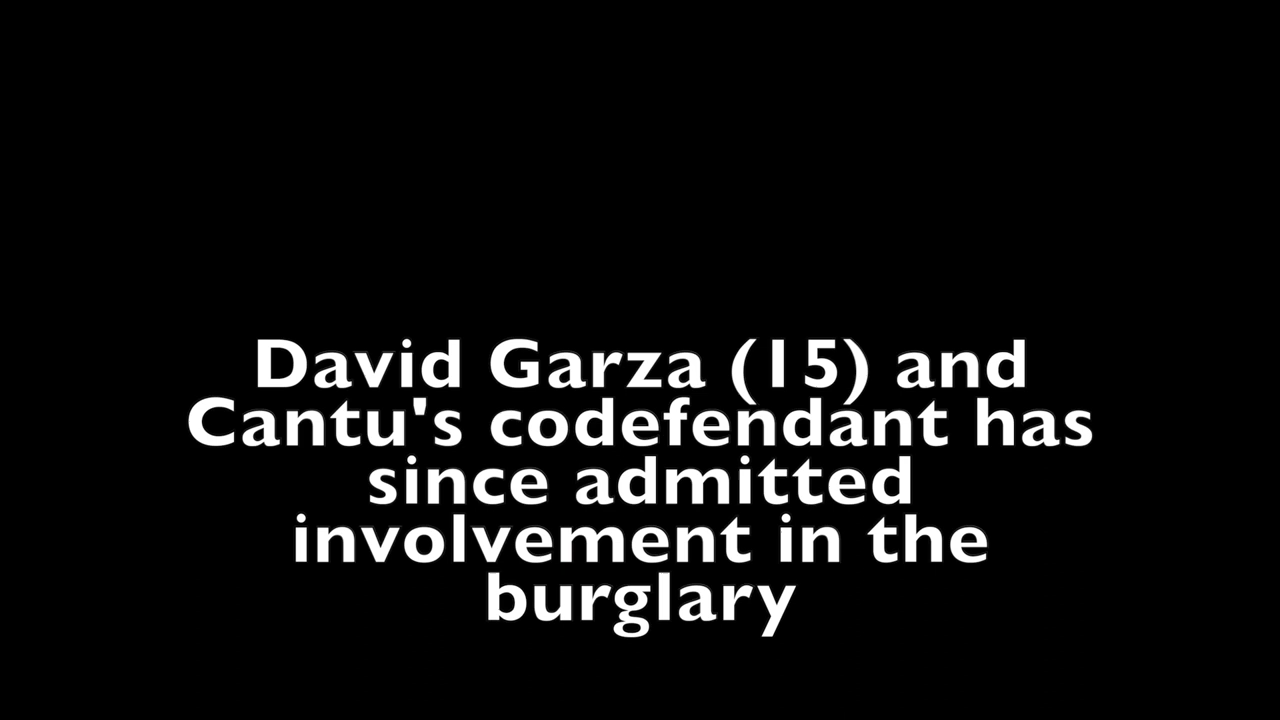 David Garza (15) and
Cantu's codefendant has
since admitted
involvement in the
burglary